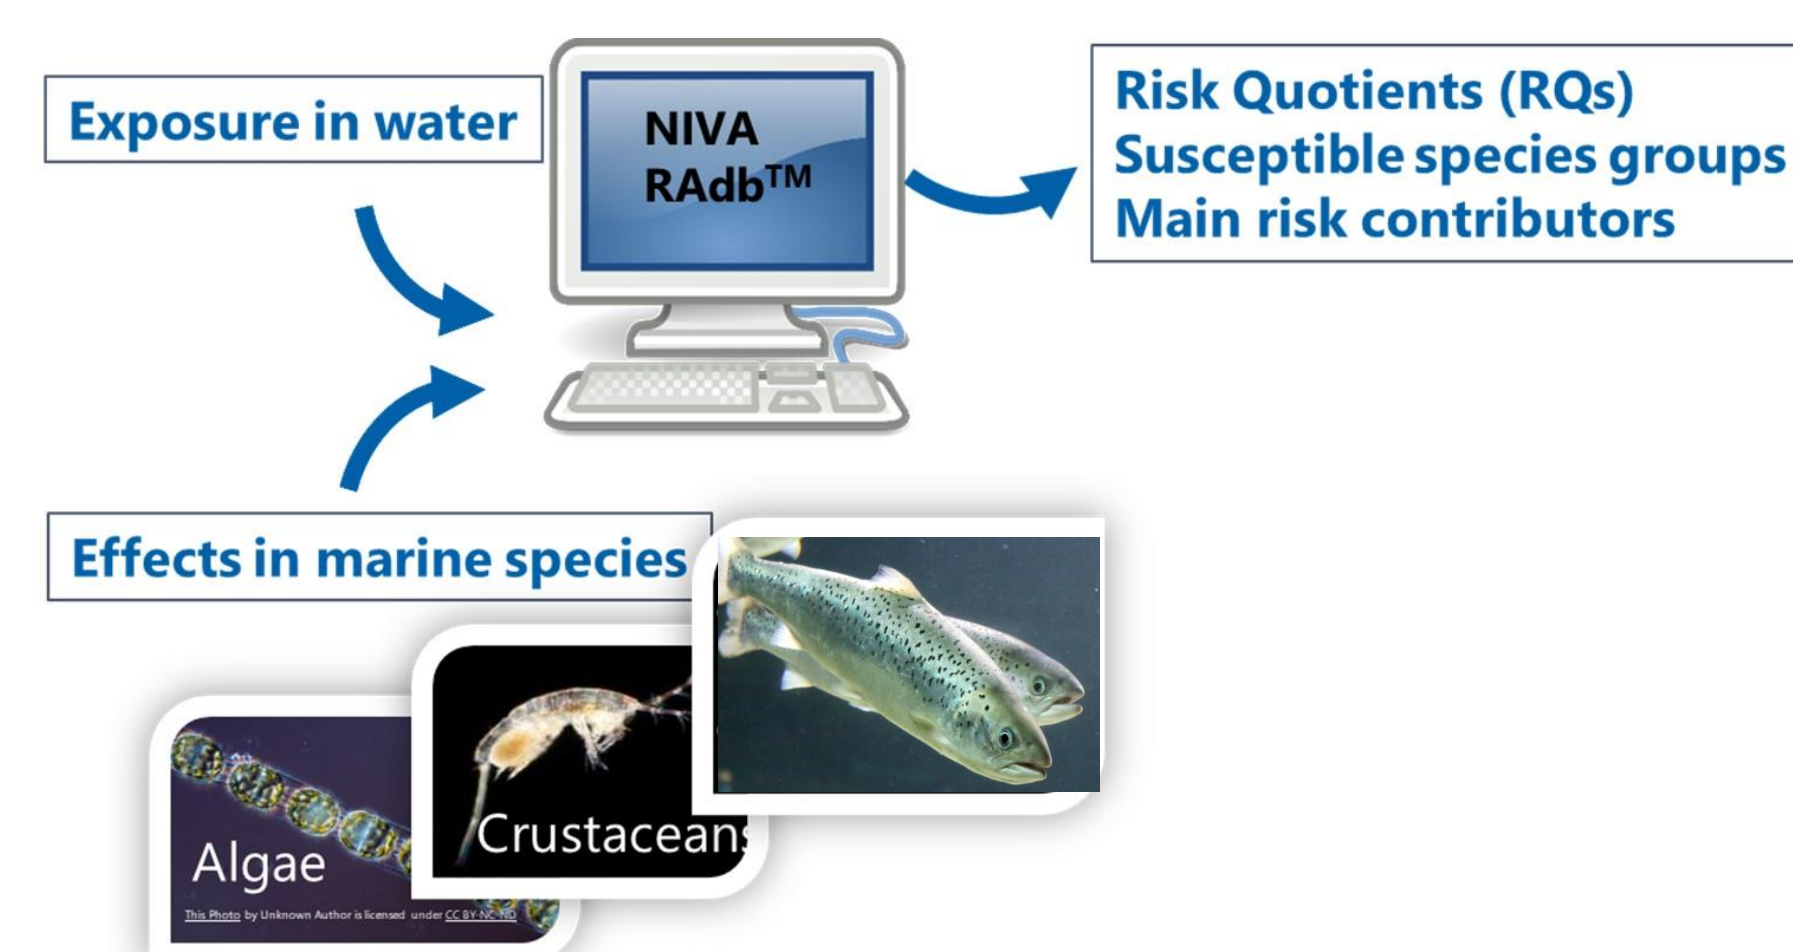 Exposure in water
NIVA
RAdb™
Risk Quotients (RQs)
Susceptible species groups
Main risk contributors
Effects in marine species
Crustaceans
Algae
This Photo by Unknown Author is licensed under CC BY-NC-ND